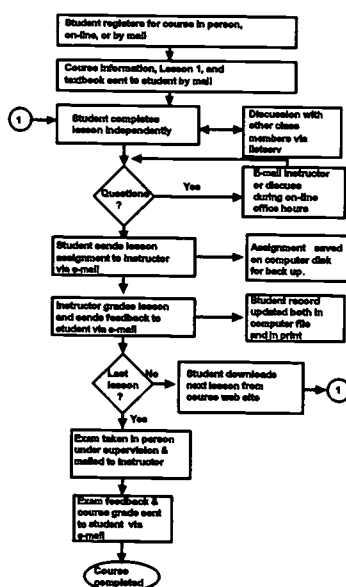 Student registers for course in person,
on-line, or by mail
Course information, Lesson 1, and
textbook sent to student by mail
1
Student completes
lesson independently
Discussion with
other class
members via
listserv
Questions
?
Yes
E-mail instructor
or discuss
during on-line
office hours
Student sends lesson
assignment to instructor
via e-mail
Assignment saved
on computer disk
for back up.
Instructor grades lesson
and sends feedback to
student via e-mail
Student record
updated both in
computer file
and in print
Last
lesson
?
No
Student downloads
next lesson from
course web site
1
Yes
Exam taken in person
under supervision &
mailed to instructor
Exam feedback &
course grade sent
to student via
e-mail
Course
completed